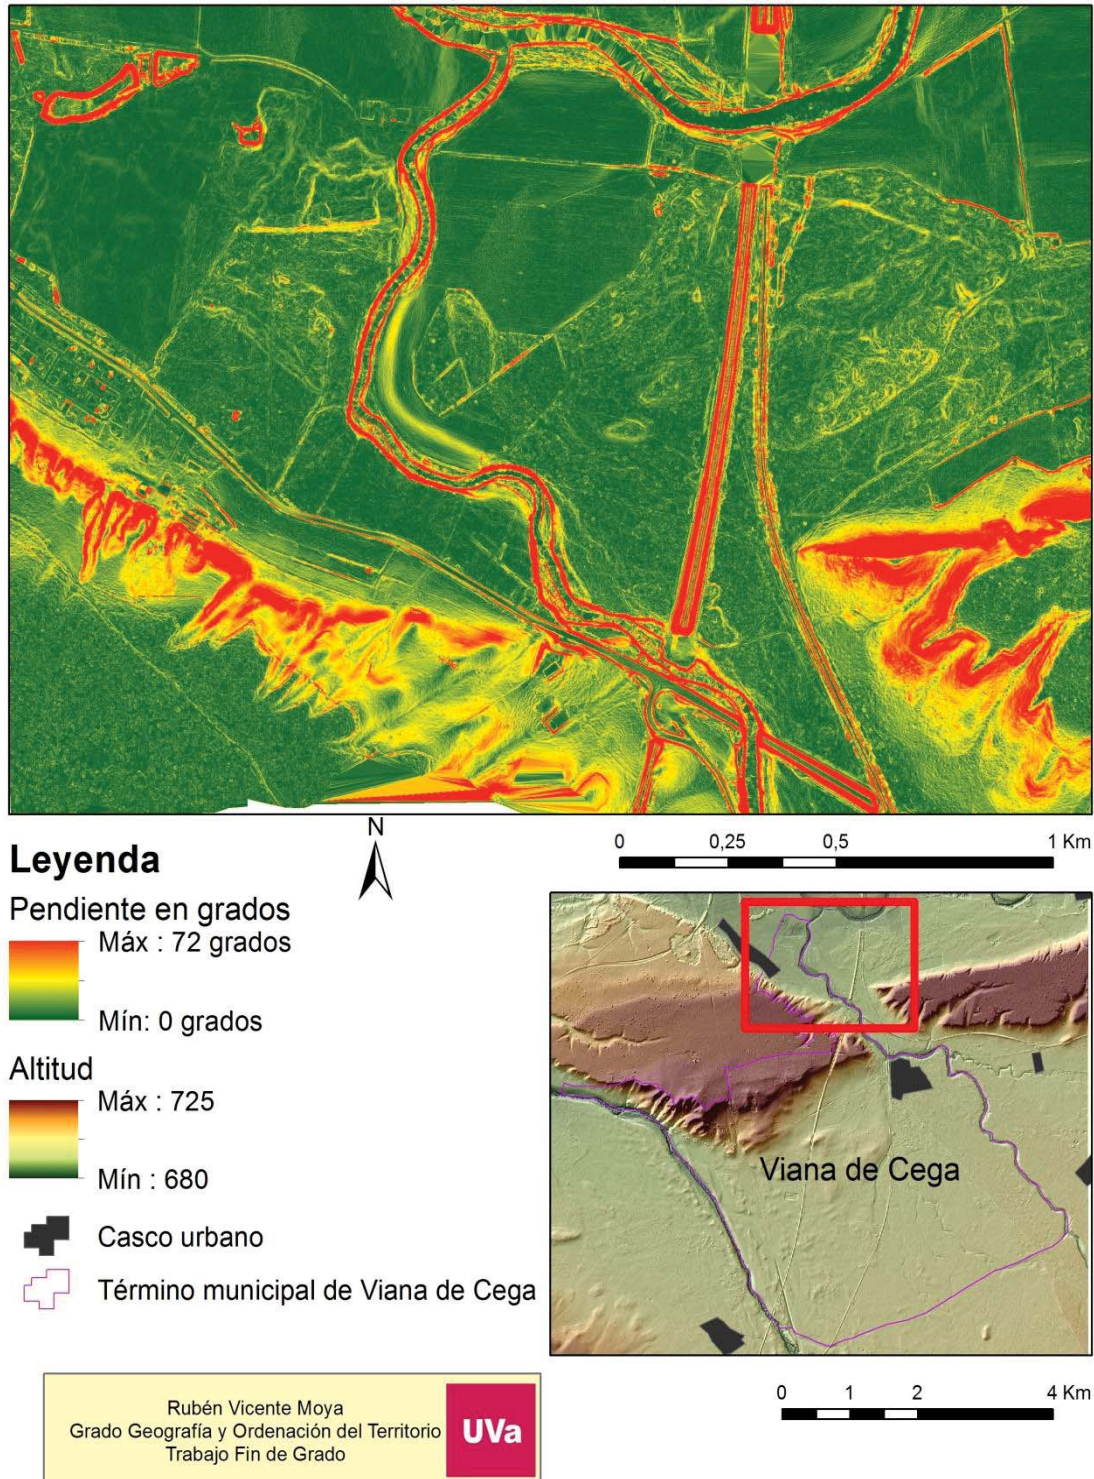 N
0 0,25 0,5 1 Km
Leyenda
Pendiente en grados
Máx : 72 grados
Mín: 0 grados
Altitud
Máx : 725
Mín : 680
Casco urbano
Término municipal de Viana de Cega
Viana de Cega
0 1 2 4 Km
Rubén Vicente Moya
Grado Geografía y Ordenación del Territorio
Trabajo Fin de Grado
UVa